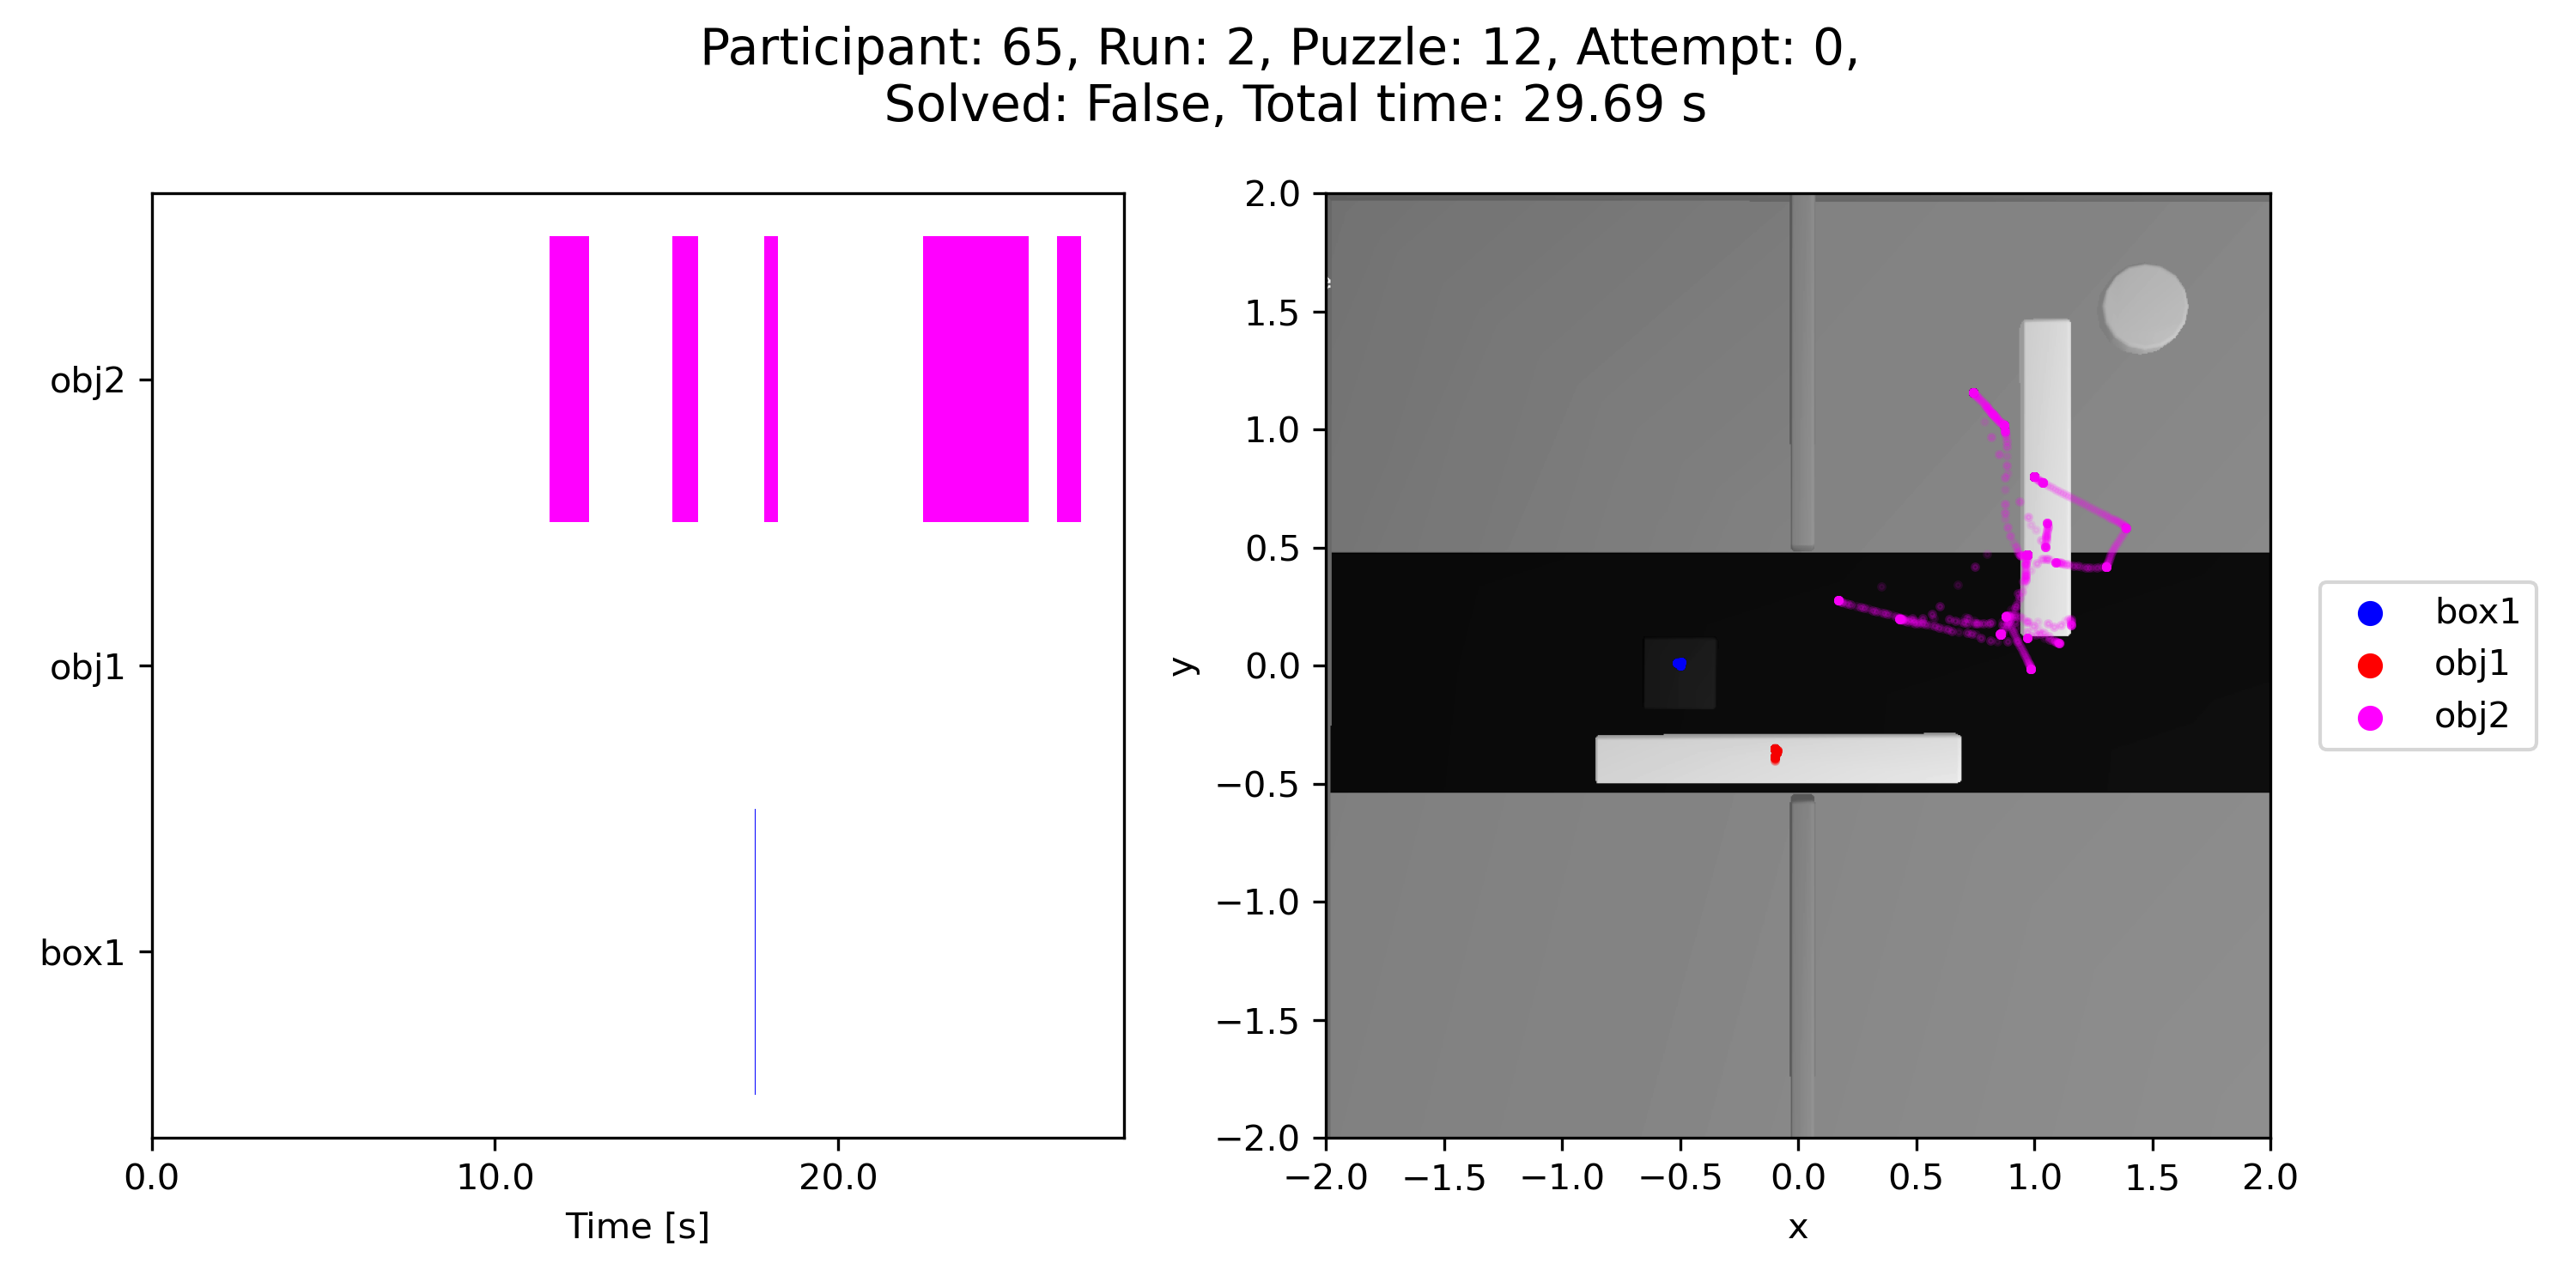 Participant: 65, Run: 2, Puzzle: 12, Attempt: 0,
Solved: False, Total time: 29.69 s
obj2
obj1
box1
0.0 10.0 20.0
Time [s]
2.0
1.5
1.0
0.5
0.0
−0.5
−1.0
−1.5
−2.0
y
−2.0 −1.5 −1.0 −0.5 0.0 0.5 1.0 1.5 2.0
x
box1
obj1
obj2